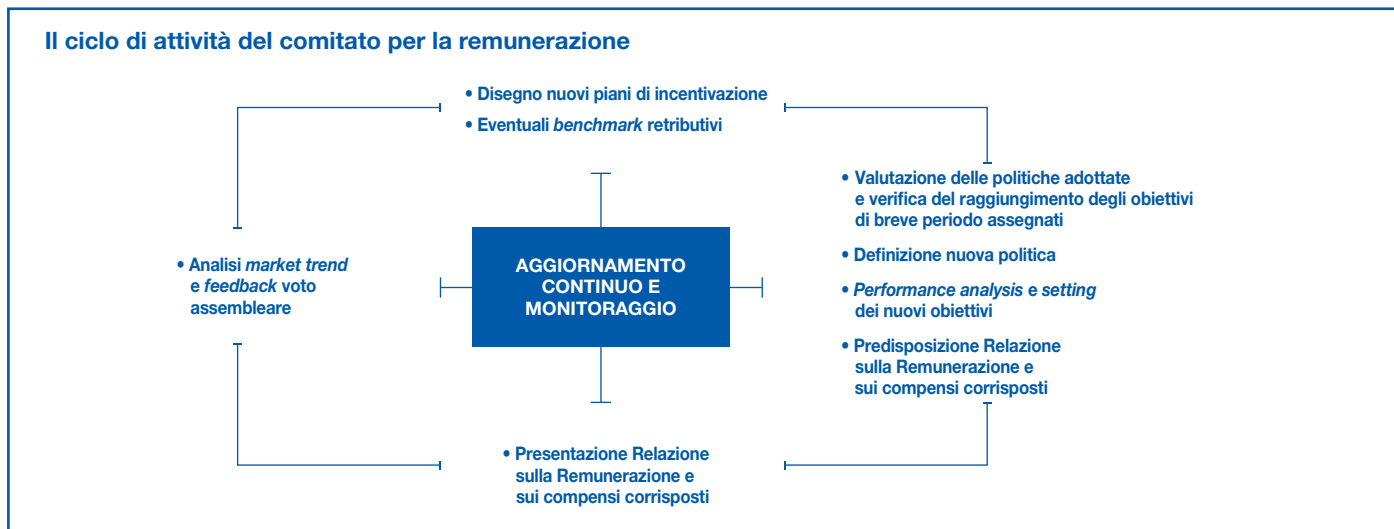 Il ciclo di attività del comitato per la remunerazione
• Disegno nuovi piani di incentivazione
• Eventuali benchmark retributivi
• Valutazione delle politiche adottate
e verifica del raggiungimento degli obiettivi
di breve periodo assegnati
• Definizione nuova politica
• Performance analysis e setting
dei nuovi obiettivi
• Predisposizione Relazione
sulla Remunerazione e
sui compensi corrisposti
• Presentazione Relazione
sulla Remunerazione e
sui compensi corrisposti
• Analisi market trend
e feedback voto
assembleare
AGGIORNAMENTO
CONTINUO E
MONITORAGGIO